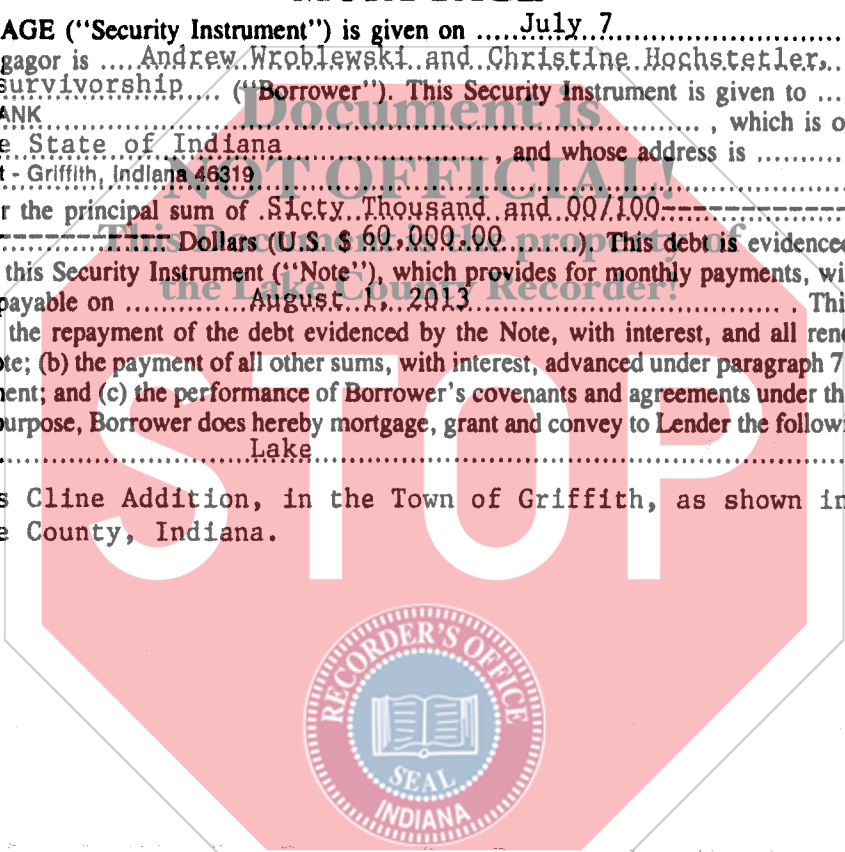 AGE ("Security Instrument") is given on ..... July 7 ..............................
gagor is ..... Andrew Wroblewski and Christine Hochstetler,..
survivorship .... ("Borrower"). This Security Instrument is given to ...
ANK ............................................................ , which is o
e State of Indiana ................................ , and whose address is ..........
t - Griffith, Indiana 46319
r the principal sum of .Sicty Thousand and 00/100------------------
---------------- Dollars (U.S. $ 60,000.00 ........). This debt is evidenced
this Security Instrument ("Note"), which provides for monthly payments, wi
payable on .................. August 1, 2013 ........................................ . Thi
the repayment of the debt evidenced by the Note, with interest, and all rene
te; (b) the payment of all other sums, with interest, advanced under paragraph 7
nent; and (c) the performance of Borrower's covenants and agreements under th
ourpose, Borrower does hereby mortgage, grant and convey to Lender the followi
.............................. Lake ............................................................
s Cline Addition, in the Town of Griffith, as shown in
e County, Indiana.
Document is
NOT OFFICIAL!
This Document is the property of
the Lake County Recorder!
STOP
RECORDER'S OFFICE
SEAL
INDIANA